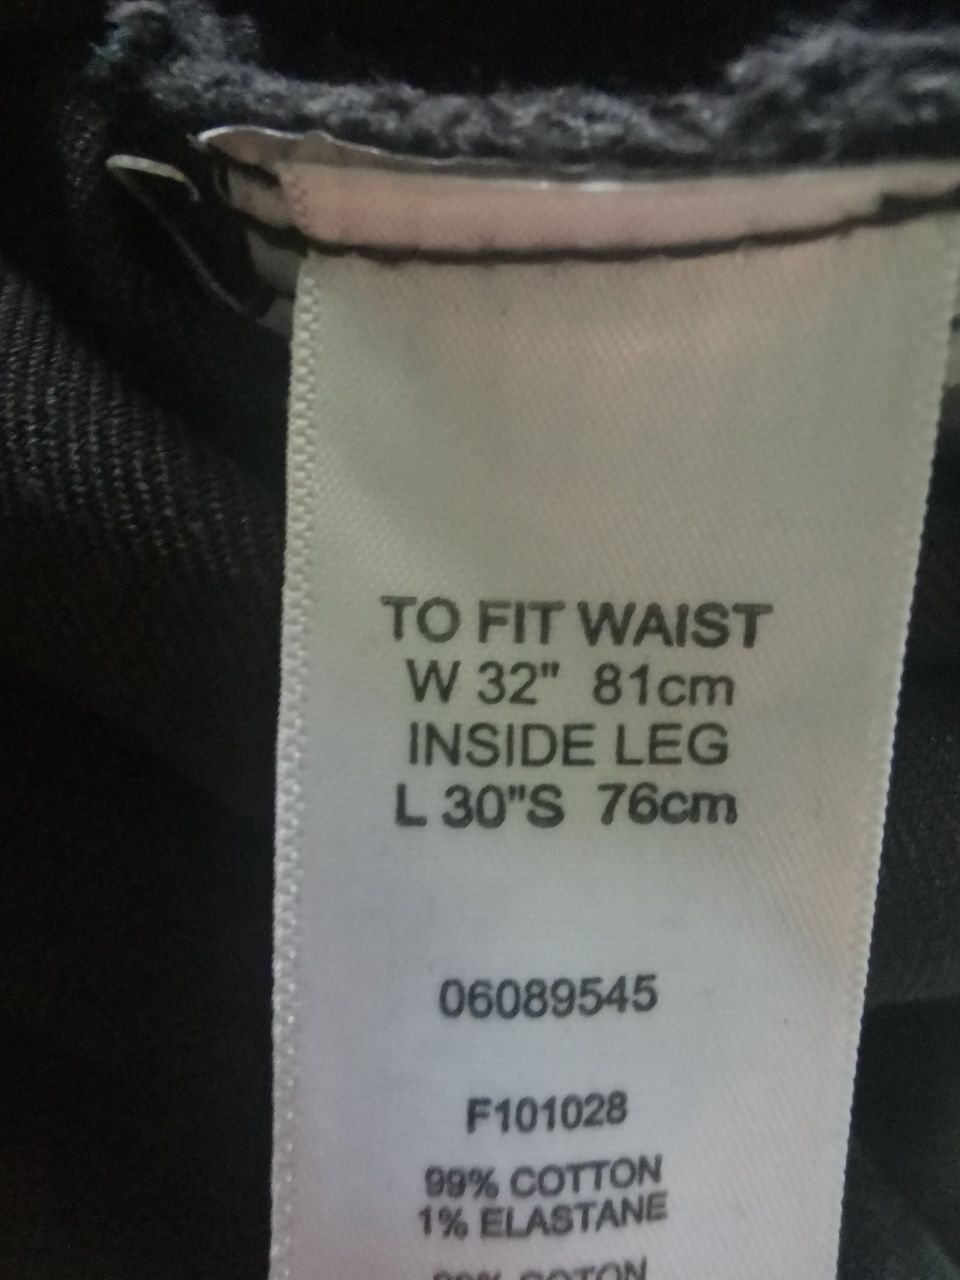 TO FIT WAIST
W 32" 81cm
INSIDE LEG
L 30"S 76cm
06089545
F101028
99% COTTON
1% ELASTANE